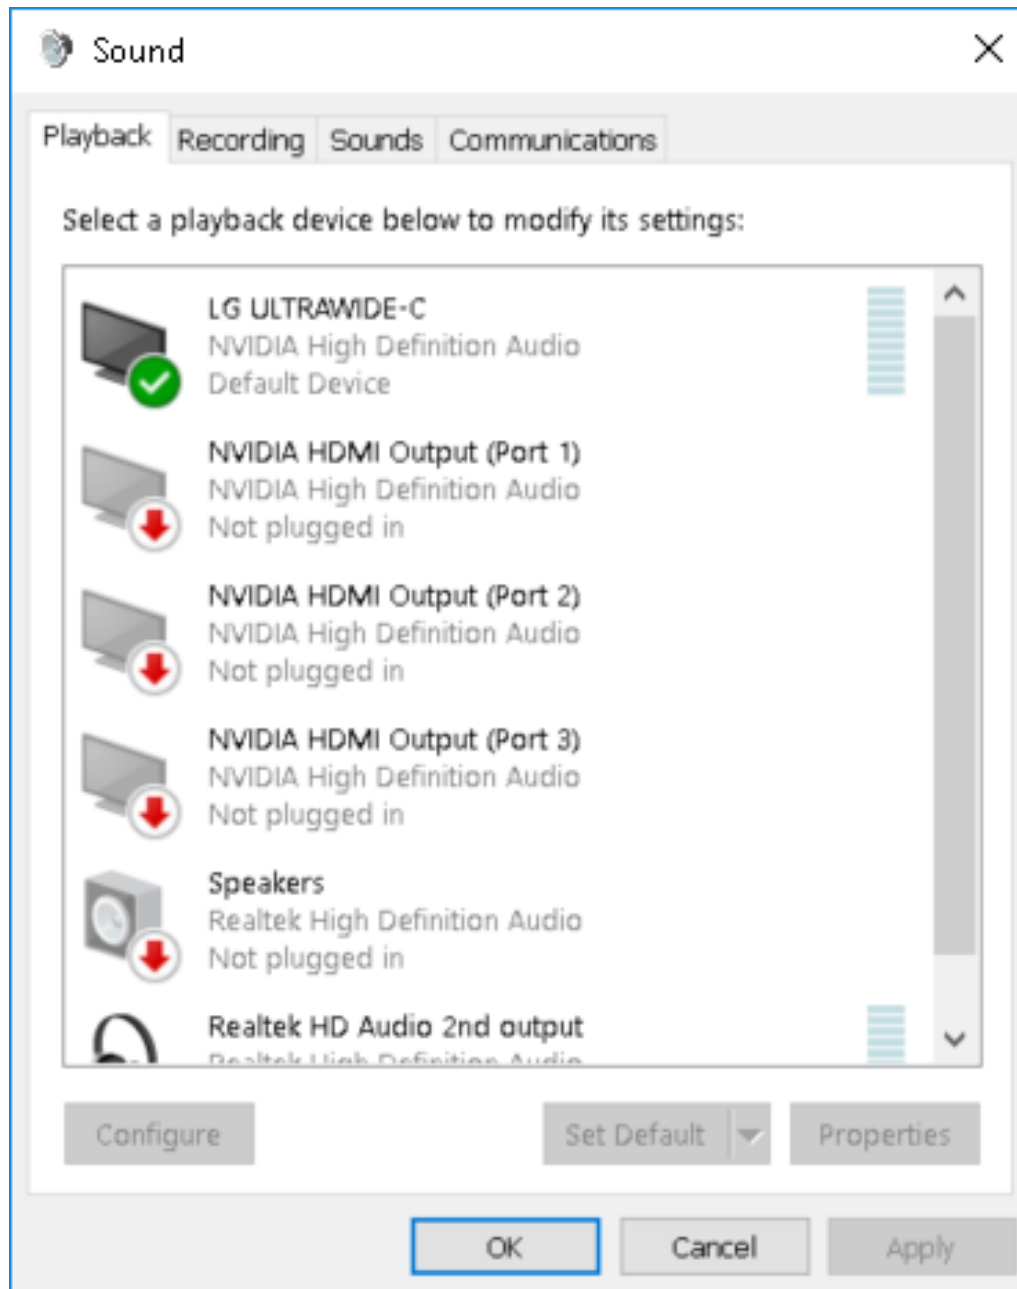 Sound
Playback Recording Sounds Communications
Select a playback device below to modify its settings:
LG ULTRAWIDE-C
NVIDIA High Definition Audio
Default Device
NVIDIA HDMI Output (Port 1)
NVIDIA High Definition Audio
Not plugged in
NVIDIA HDMI Output (Port 2)
NVIDIA High Definition Audio
Not plugged in
NVIDIA HDMI Output (Port 3)
NVIDIA High Definition Audio
Not plugged in
Speakers
Realtek High Definition Audio
Not plugged in
Realtek HD Audio 2nd output
Realtek High Definition Audio
Configure Set Default Properties
OK Cancel Apply